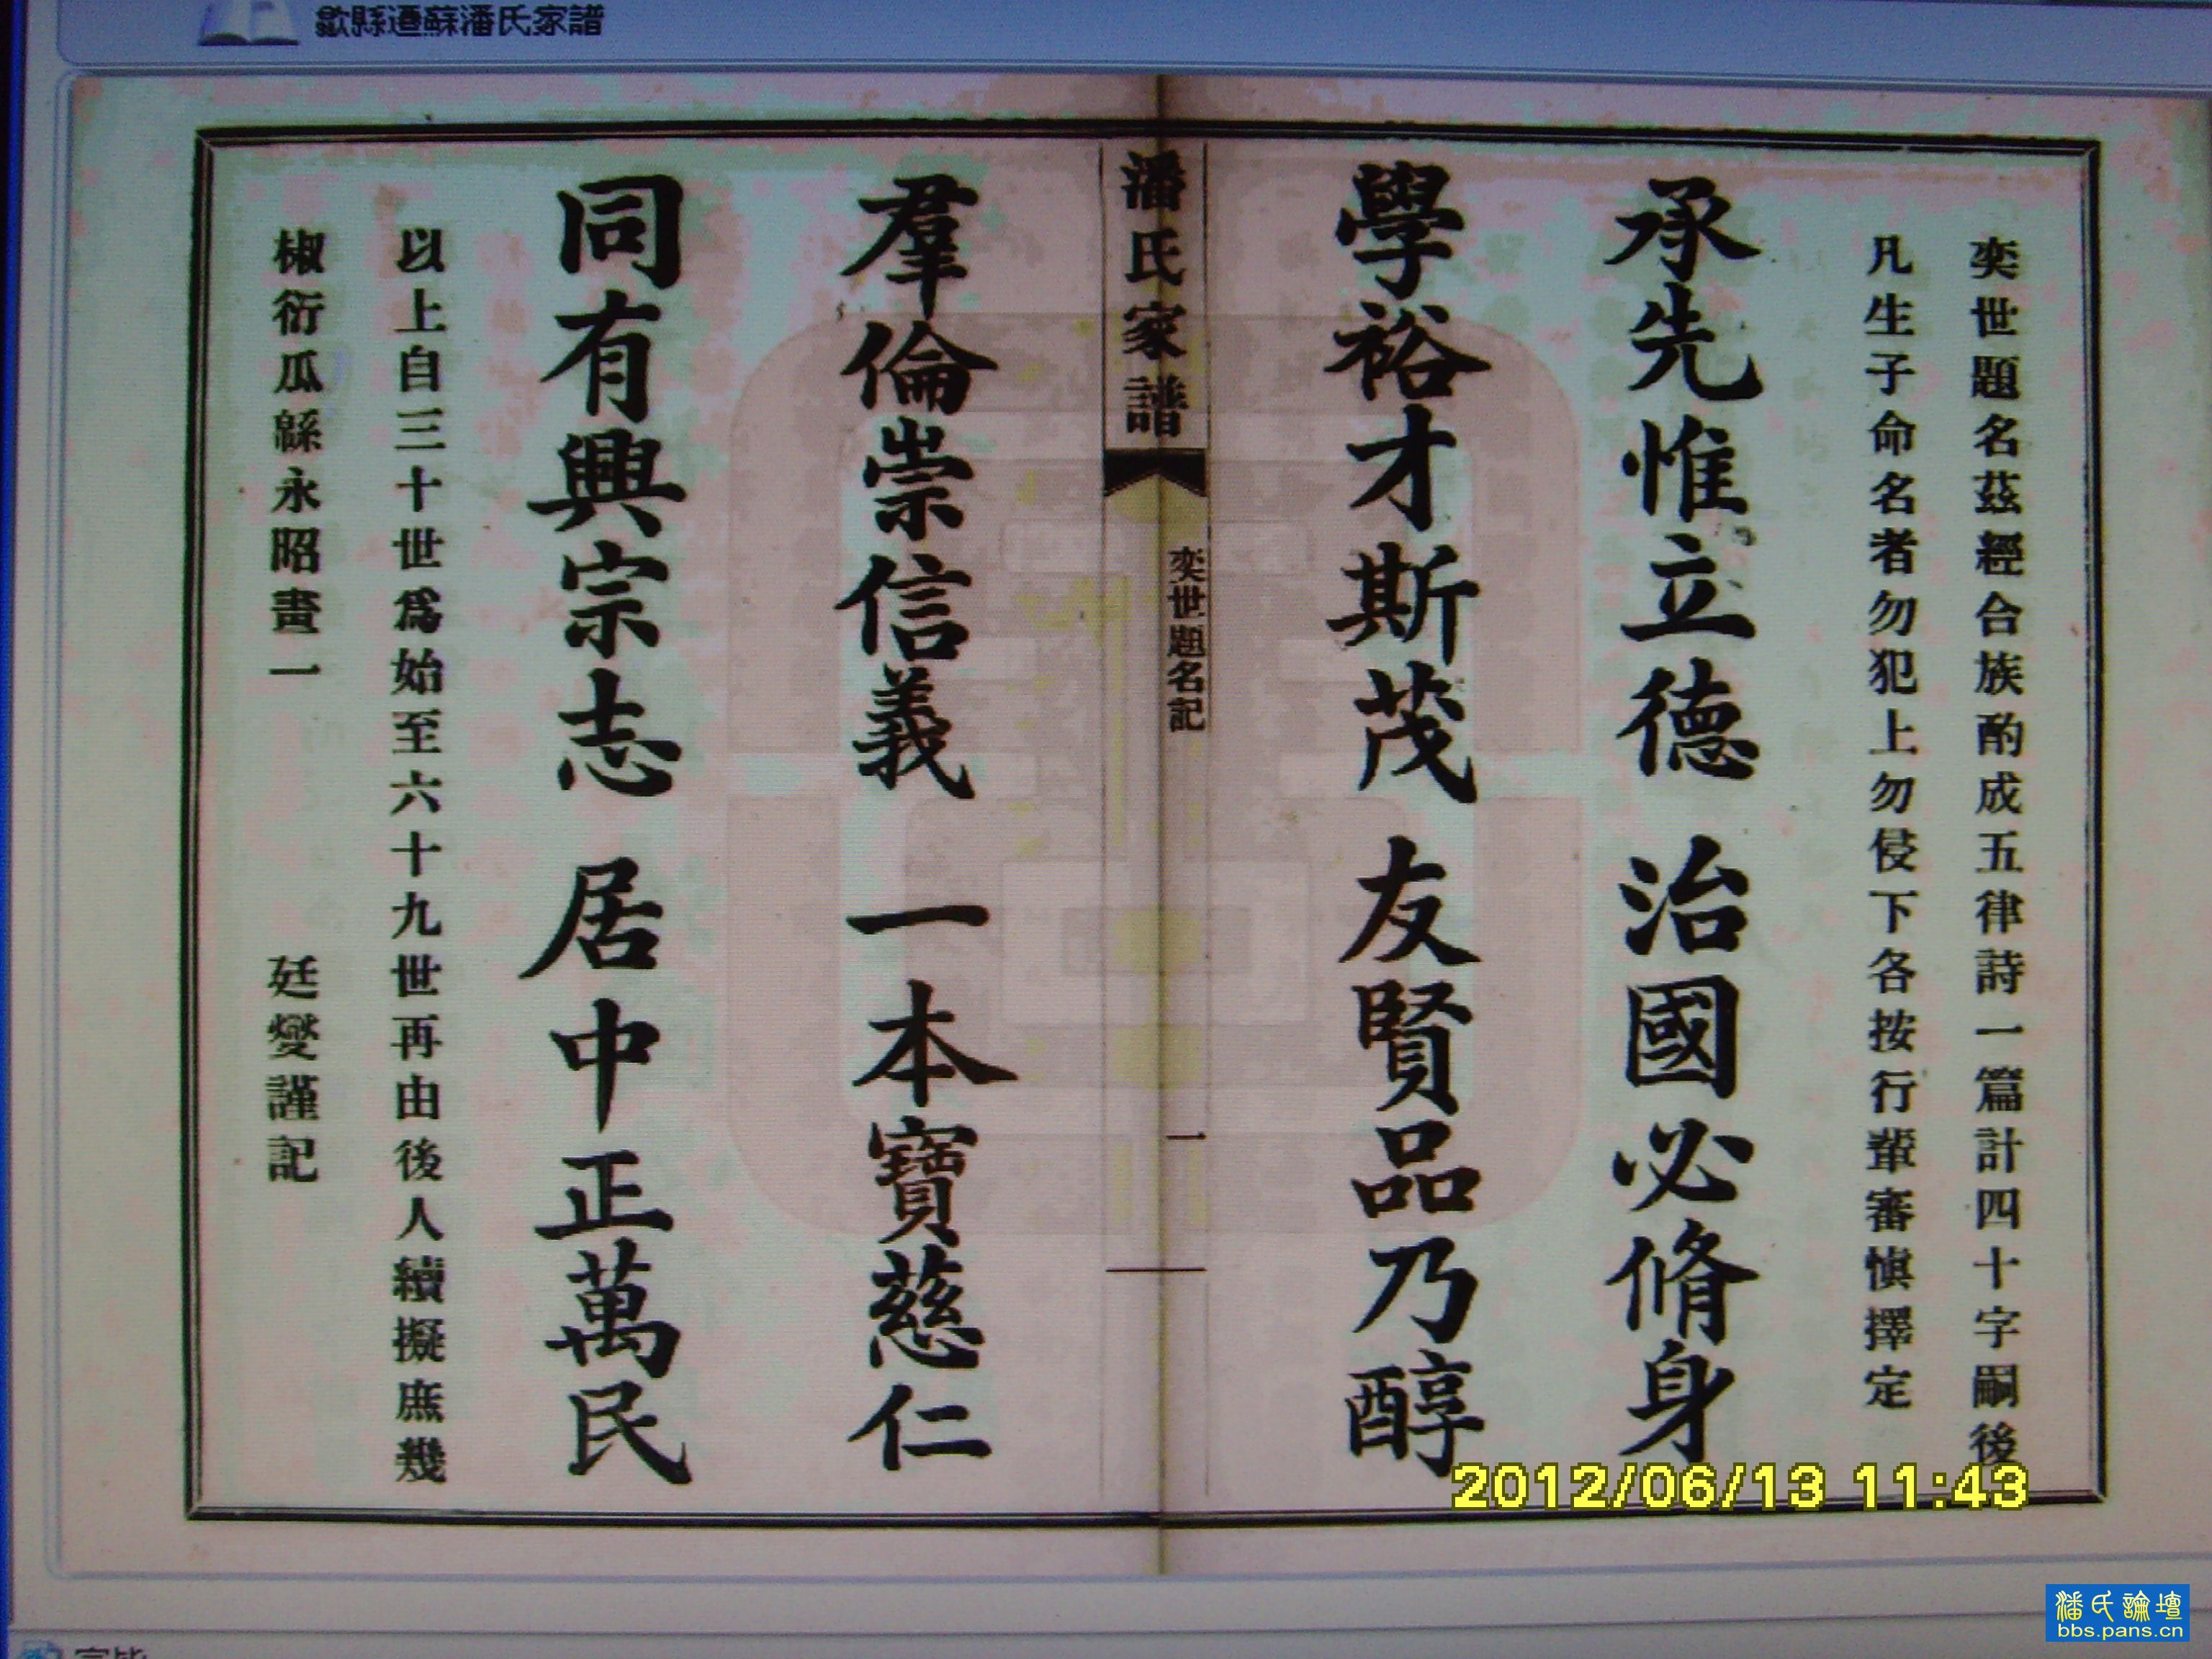 歙縣遷蘇潘氏家譜
奕世題名茲經合族酌成五律詩一篇計四十字嗣後
凡生子命名者勿犯上勿侵下各按行輩審慎擇定
承先惟立德 治國必脩身
學裕才斯茂 友賢品乃醇
潘氏家譜
奕世題名記
一
羣倫崇信義 一本寶慈仁
同有興宗志 居中正萬民
以上自三十世爲始至六十九世再由後人續擬庶幾
椒衍瓜緜永昭畫一 廷燮謹記
2012/06/13 11:43
潘氏論壇
bbs.pans.cn